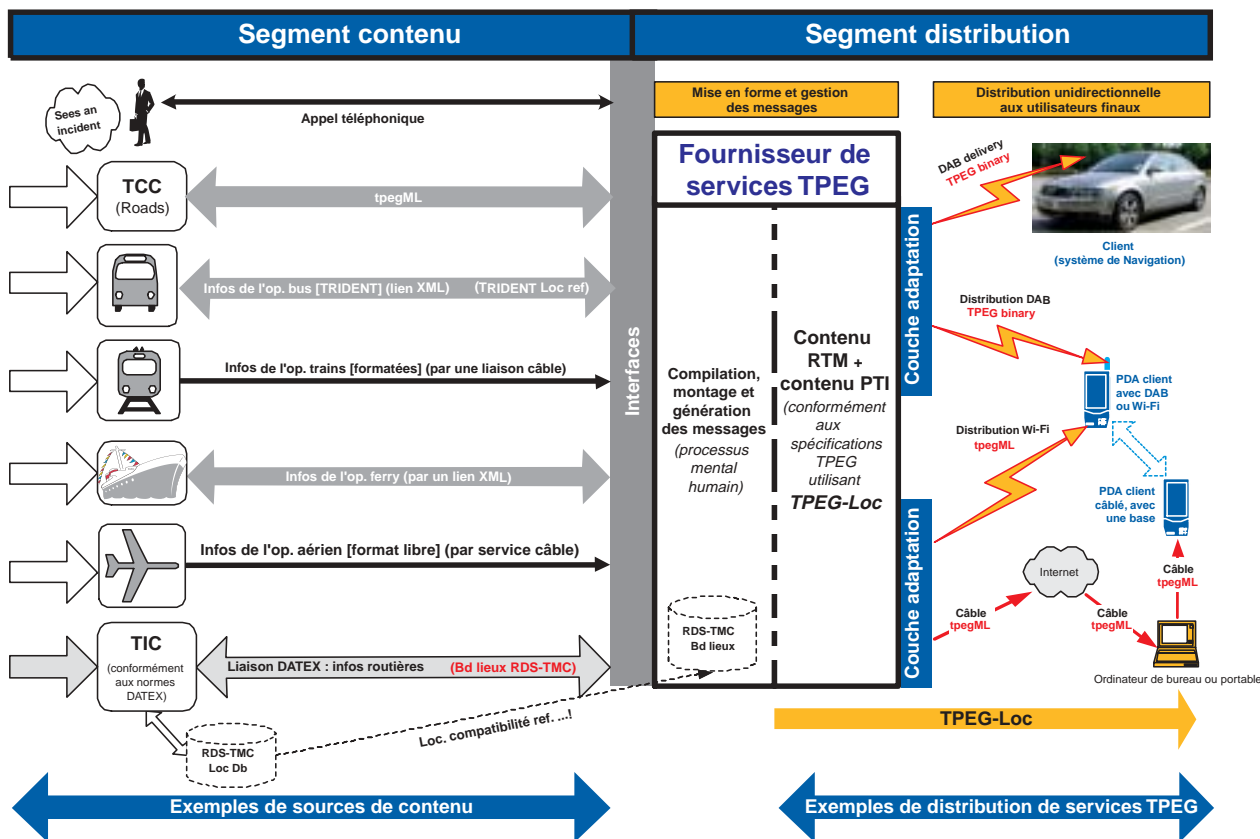 Segment contenu
Segment distribution
Sees an
incident
Appel téléphonique
Mise en forme et gestion
des messages
Distribution unidirectionnelle
aux utilisateurs finaux
TCC
(Roads)
tpegML
Infos de l'op. bus [TRIDENT] (lien XML) (TRIDENT Loc ref)
Infos de l'op. trains [formatées] (par une liaison câble)
Infos de l'op. ferry (par un lien XML)
Infos de l'op. aérien [format libre] (par service câble)
TIC
(conformément
aux normes
DATEX)
Liaison DATEX : infos routières (Bd lieux RDS-TMC)
RDS-TMC
Loc Db
Loc. compatibilité ref. ...!
Interfaces
Fournisseur de
services TPEG
Compilation,
montage et
génération
des messages
(processus
mental
humain)
RDS-TMC
Bd lieux
Contenu
RTM +
contenu PTI
(conformément
aux
spécifications
TPEG
utilisant
TPEG-Loc
Couche adaptation
Couche adaptation
DAB delivery
TPEG binary
Client
(système de Navigation)
Distribution DAB
TPEG binary
PDA client
avec DAB
ou Wi-Fi
Distribution Wi-Fi
tpegML
PDA client
câblé, avec
une base
Internet
Câble
tpegML
Câble
tpegML
Câble
tpegML
Ordinateur de bureau ou portable
TPEG-Loc
Exemples de sources de contenu
Exemples de distribution de services TPEG